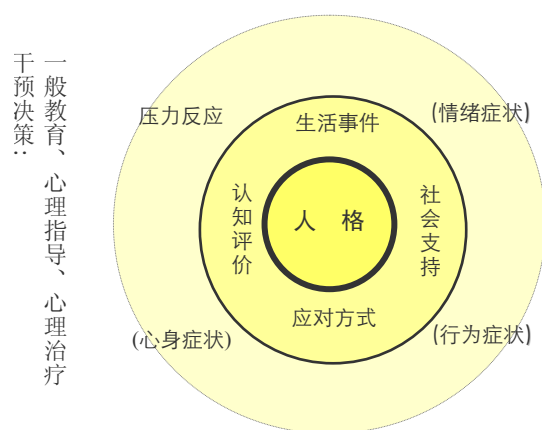 干预决策：
一般教育、心理指导、心理治疗
压力反应
(情绪症状)
生活事件
认知评价
人 格
社会支持
应对方式
(心身症状)
(行为症状)